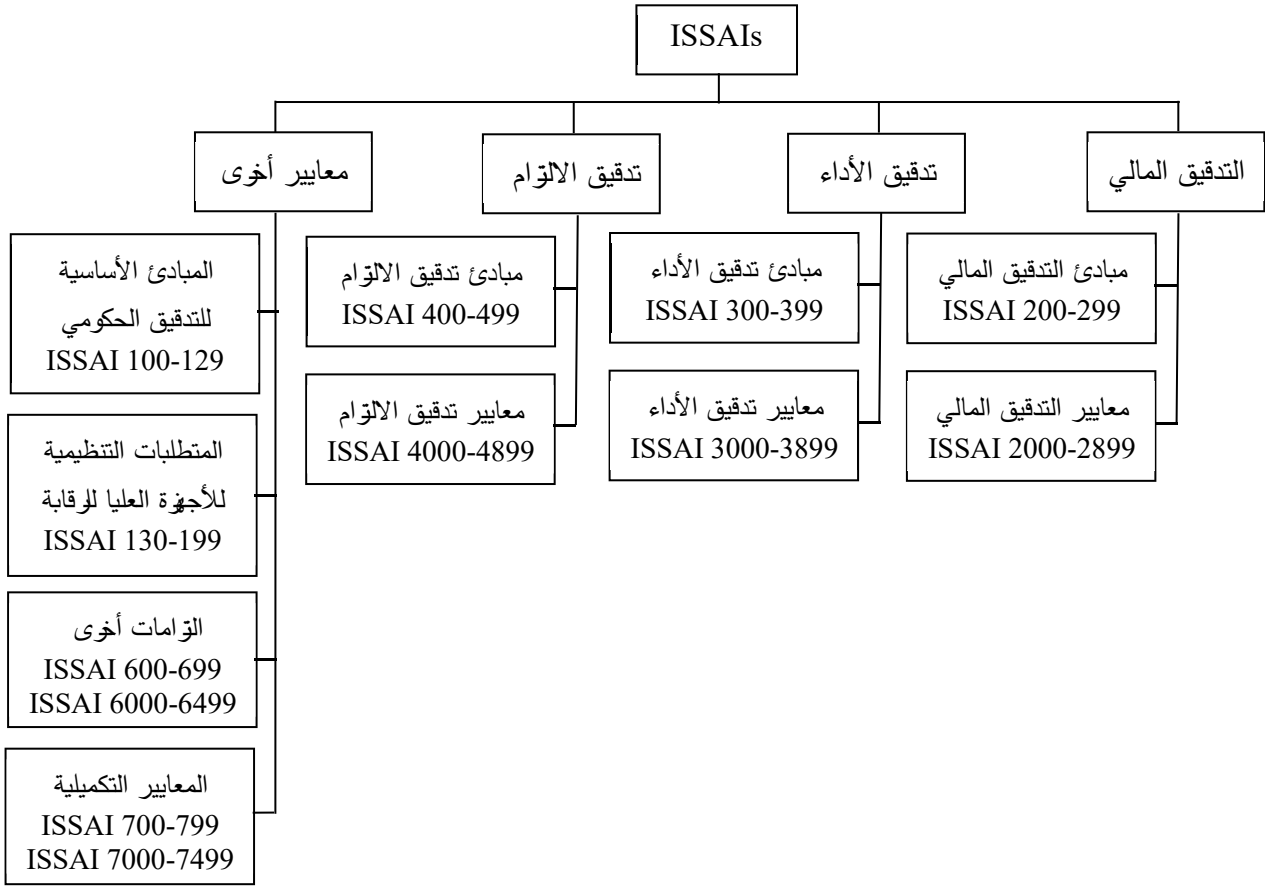 ISSAIs
التدقيق المالي
تدقيق الأداء
تدقيق الالتزام
معايير أخرى
مبادئ التدقيق المالي
ISSAI 200-299
معايير التدقيق المالي
ISSAI 2000-2899
مبادئ تدقيق الأداء
ISSAI 300-399
معايير تدقيق الأداء
ISSAI 3000-3899
مبادئ تدقيق الالتزام
ISSAI 400-499
معايير تدقيق الالتزام
ISSAI 4000-4899
المبادئ الأساسية
للتدقيق الحكومي
ISSAI 100-129
المتطلبات التنظيمية
للأجهزة العليا للرقابة
ISSAI 130-199
التزامات أخرى
ISSAI 600-699
ISSAI 6000-6499
المعايير التكميلية
ISSAI 700-799
ISSAI 7000-7499